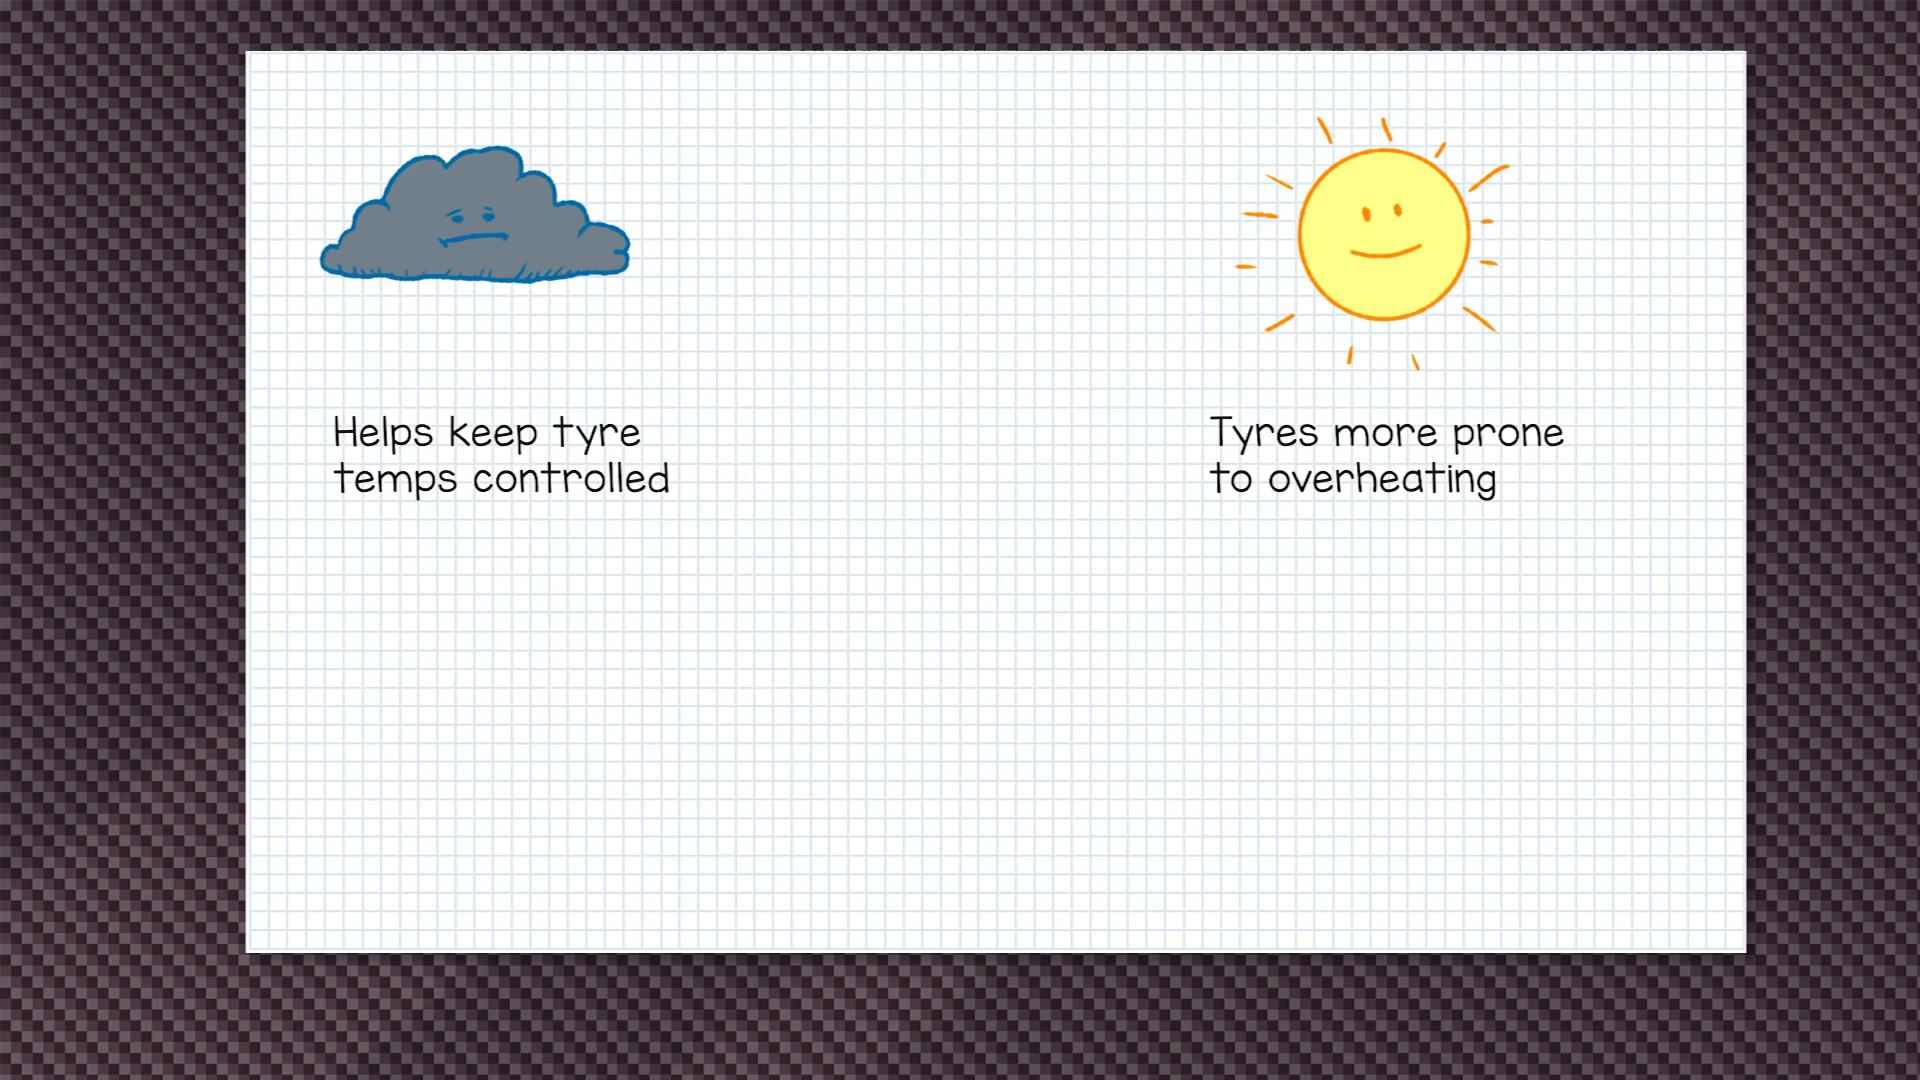 Helps keep tyre
temps controlled
Tyres more prone
to overheating